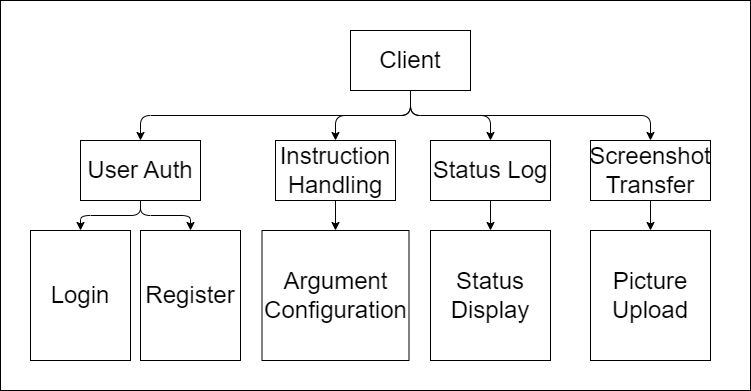 Client
User Auth
Instruction
Handling
Status Log
Screenshot
Transfer
Login
Register
Argument
Configuration
Status
Display
Picture
Upload